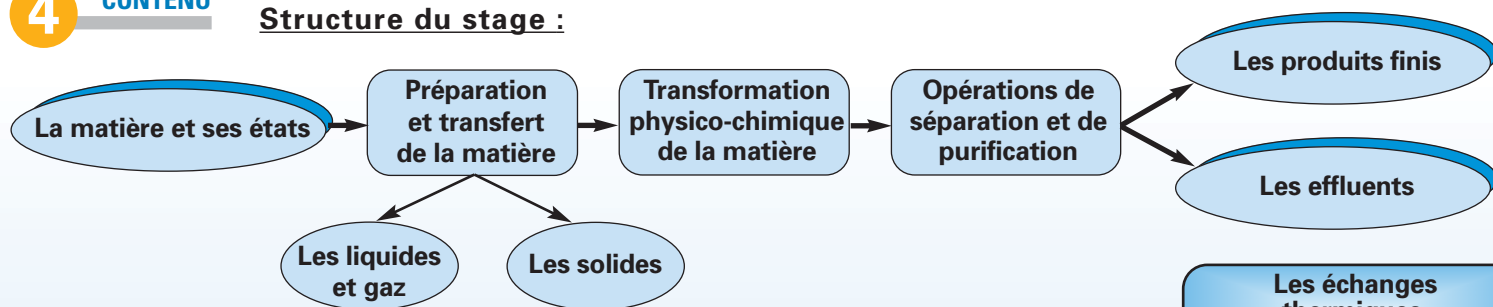 4
CONTENU
Structure du stage :
La matière et ses états
Préparation
et transfert
de la matière
Transformation
physico-chimique
de la matière
Opérations de
séparation et de
purification
Les produits finis
Les effluents
Les liquides
et gaz
Les solides
Les échanges
thermiques